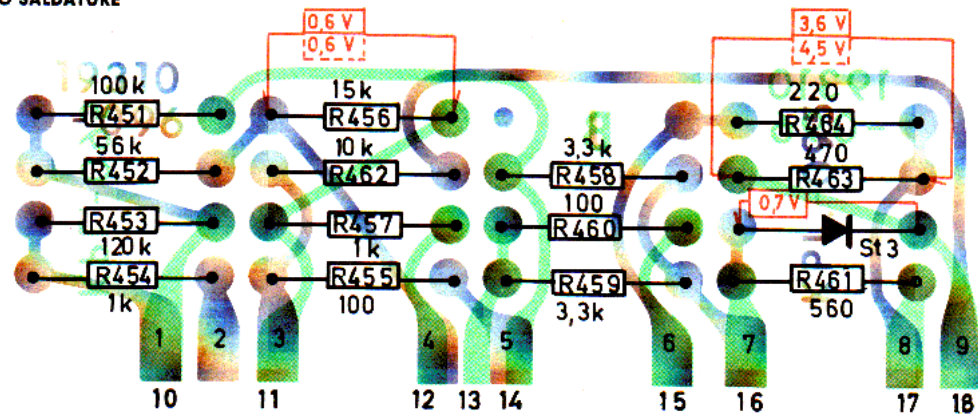 O SALDATURE
0,6 V 3,6 V
0,6 V 4,5 V
100k 15k 220
R451 R456 R464
56k 10k 3,3k 470
R452 R462 R458 R463
100 0,7 V
R453 R457 R460
120k 1k St3
R454 R455 R459 R461
1k 100 3,3k 560
1 2 3 4 5 6 7 8 9
10 11 12 13 14 15 16 17 18